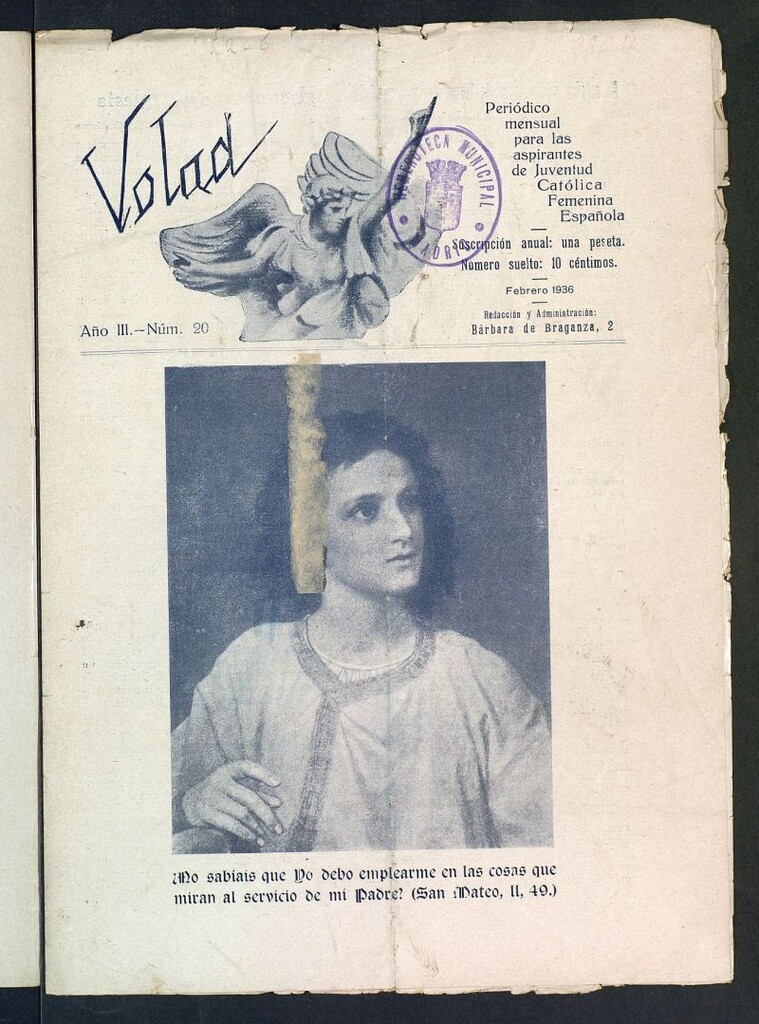 Volad
Periódico
mensual
para las
aspirantes
de Juventud
Católica
Femenina
Española
HEMEROTECA MUNICIPAL
MADRID
Suscripción anual: una peseta.
Número suelto: 10 céntimos.
Febrero 1936
Redacción y Administración:
Bárbara de Braganza, 2
Año III.—Núm. 20
¿No sabíais que Yo debo emplearme en las cosas que
miran al servicio de mi Padre? (San Mateo, II, 49.)